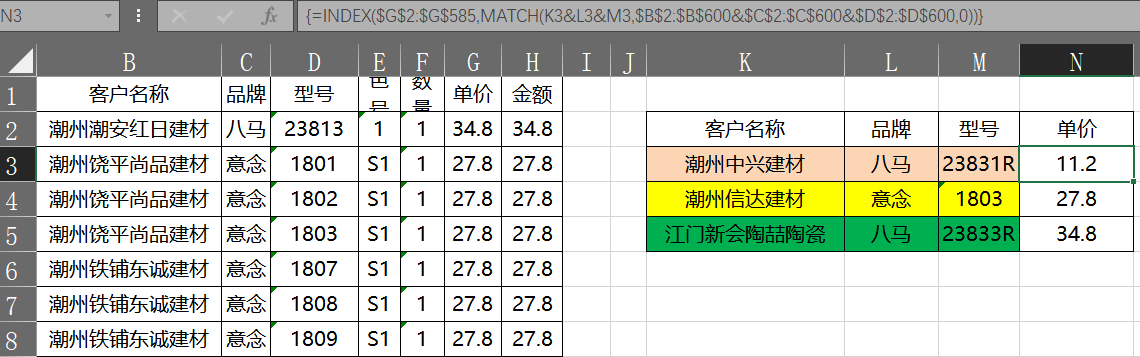 N3 {=INDEX($G$2:$G$585,MATCH(K3&L3&M3,$B$2:$B$600&$C$2:$C$600&$D$2:$D$600,0))}
B C D E F G H I J K L M N
1 客户名称 品牌 型号 色号 数量 单价 金额
2 潮州潮安红日建材 八马 23813 1 1 34.8 34.8 客户名称 品牌 型号 单价
3 潮州饶平尚品建材 意念 1801 S1 1 27.8 27.8 潮州中兴建材 八马 23831R 11.2
4 潮州饶平尚品建材 意念 1802 S1 1 27.8 27.8 潮州信达建材 意念 1803 27.8
5 潮州饶平尚品建材 意念 1803 S1 1 27.8 27.8 江门新会陶喆陶瓷 八马 23833R 34.8
6 潮州铁铺东诚建材 意念 1807 S1 1 27.8 27.8
7 潮州铁铺东诚建材 意念 1808 S1 1 27.8 27.8
8 潮州铁铺东诚建材 意念 1809 S1 1 27.8 27.8